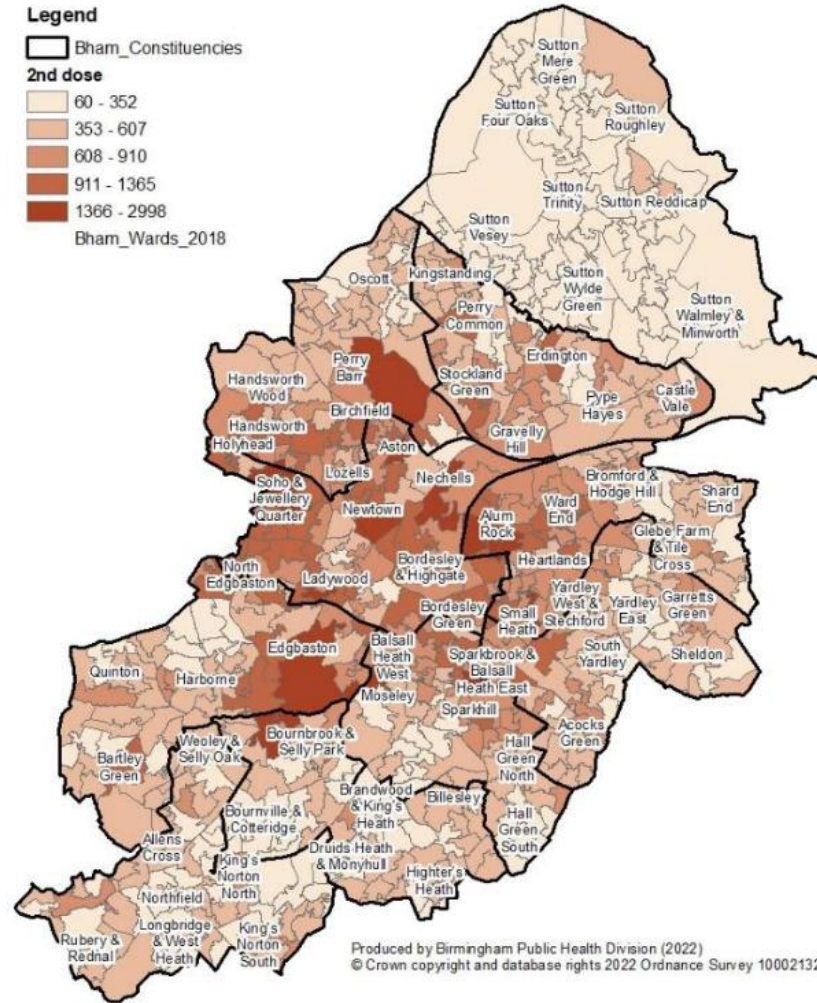 Legend
Bham_Constituencies
2nd dose
60 - 352
353 - 607
608 - 910
911 - 1365
1366 - 2998
Bham_Wards_2018
Sutton
Mere
Green
Sutton
Four Oaks
Sutton
Roughley
Sutton
Trinity
Sutton Reddicap
Sutton
Vesey
Sutton
Wylde
Green
Sutton
Walmley &
Minworth
Oscott
Kingstanding
Perry
Common
Erdington
Perry
Barr
Stockland
Green
Handsworth
Wood
Pype
Hayes
Castle
Vale
Birchfield
Handsworth
Gravelly
Hill
Holyhead
Aston
Lozells
Nechells
Bromford &
Hodge Hill
Shard
End
Soho &
Jewellery
Quarter
Newtown
Alum
Rock
Ward
End
Glebe Farm
& Tile
Cross
North
Edgbaston
Ladywood
Bordesley
& Highgate
Heartlands
Bordesley
Green
Small
Heath
Yardley
West &
Stechford
Yardley
East
Garretts
Green
Edgbaston
Balsall
Heath
West
Sparkbrook &
Balsall
Heath East
South
Yardley
Sheldon
Quinton
Harborne
Moseley
Sparkhill
Acocks
Green
Bartley
Green
Weoley &
Selly Oak
Bournbrook &
Selly Park
Hall
Green
North
Brandwood
& King's
Heath
Billesley
Bournville &
Cotteridge
Hall
Green
South
Allens
Cross
Druids Heath
& Monyhull
King's
Norton
North
Highter's
Heath
Northfield
Rubery &
Rednal
Longbridge
& West
Heath
King's
Norton
South
Produced by Birmingham Public Health Division (2022)
© Crown copyright and database rights 2022 Ordnance Survey 10002132